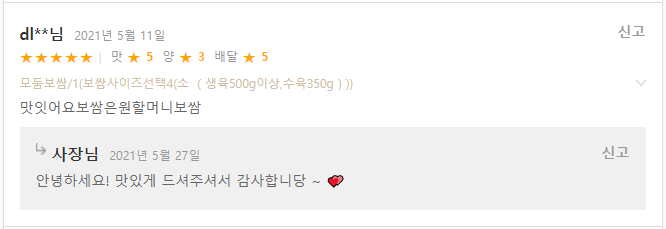 dl**님 2021년 5월 11일 신고
★★★★★ | 맛 ★ 5 양 ★ 3 배달 ★ 5
모둠보쌈/1(보쌈사이즈선택4(소 ( 생육500g이상,수육350g ) ))
맛잇어요보쌈은원할머니보쌈
사장님 2021년 5월 27일 신고
안녕하세요! 맛있게 드셔주셔서 감사합니당 ~ 💕